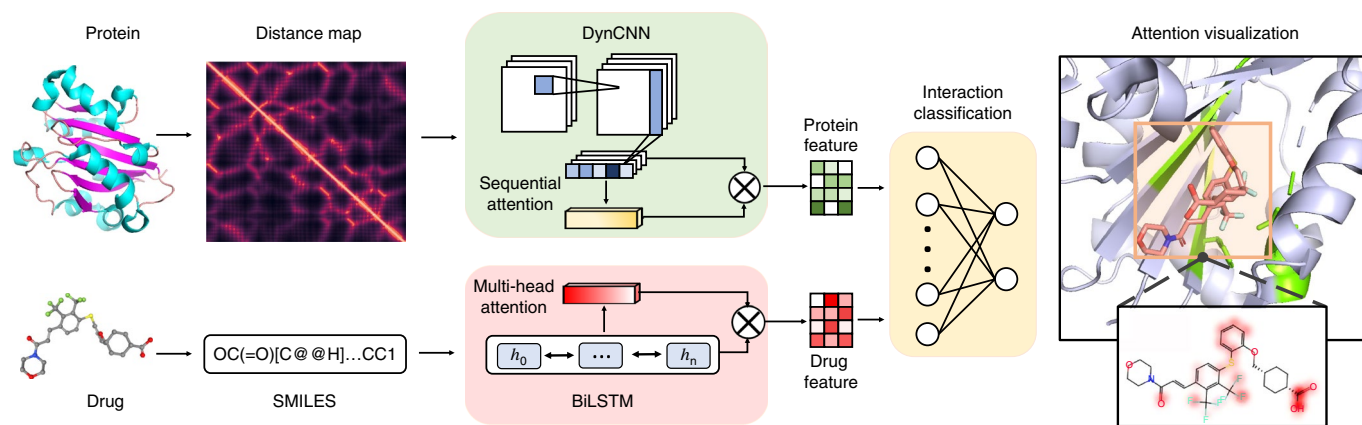 Protein
Distance map
DynCNN
Sequential
attention
Protein
feature
Interaction
classification
Attention visualization
Drug
OC(=O)[C@@H]...CC1
SMILES
Multi-head
attention
h0
...
hn
BiLSTM
Drug
feature
O
N
O
F
F
F
F
F
F
S
O
O
OH